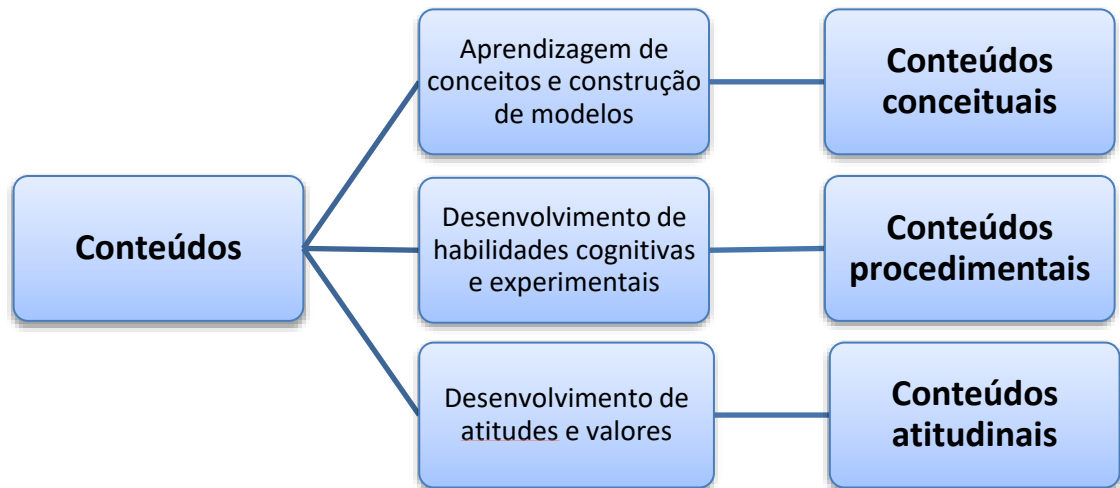 Conteúdos
Aprendizagem de
conceitos e construção
de modelos
Conteúdos
conceituais
Desenvolvimento de
habilidades cognitivas
e experimentais
Conteúdos
procedimentais
Desenvolvimento de
atitudes e valores
Conteúdos
atitudinais